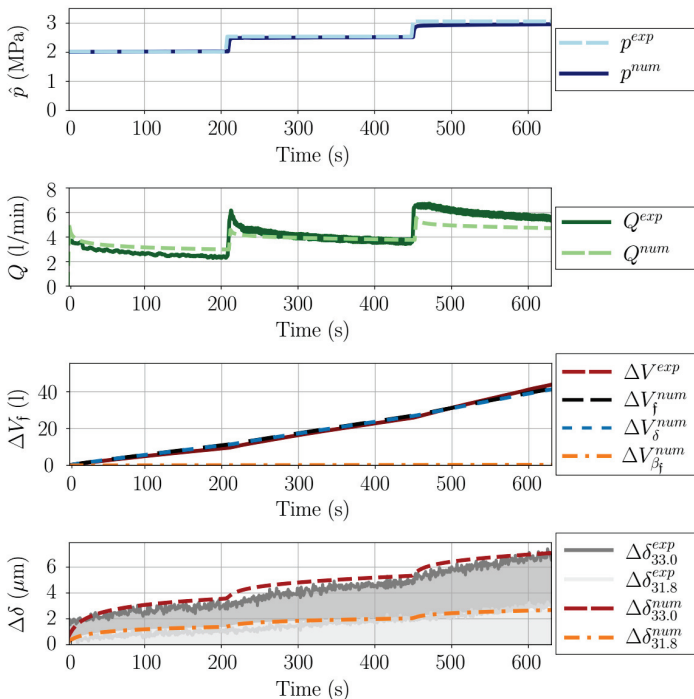 3
2
1
0
p̂ (MPa)
0 100 200 300 400 500 600
Time (s)
p^exp
p^num
8
6
4
2
0
Q (l/min)
0 100 200 300 400 500 600
Time (s)
Q^exp
Q^num
40
20
0
ΔV_f (l)
0 100 200 300 400 500 600
Time (s)
ΔV^exp
ΔV_f^num
ΔV_δ^num
ΔV_β_f^num
6
4
2
0
Δδ (μm)
0 100 200 300 400 500 600
Time (s)
Δδ_33.0^exp
Δδ_31.8^exp
Δδ_33.0^num
Δδ_31.8^num